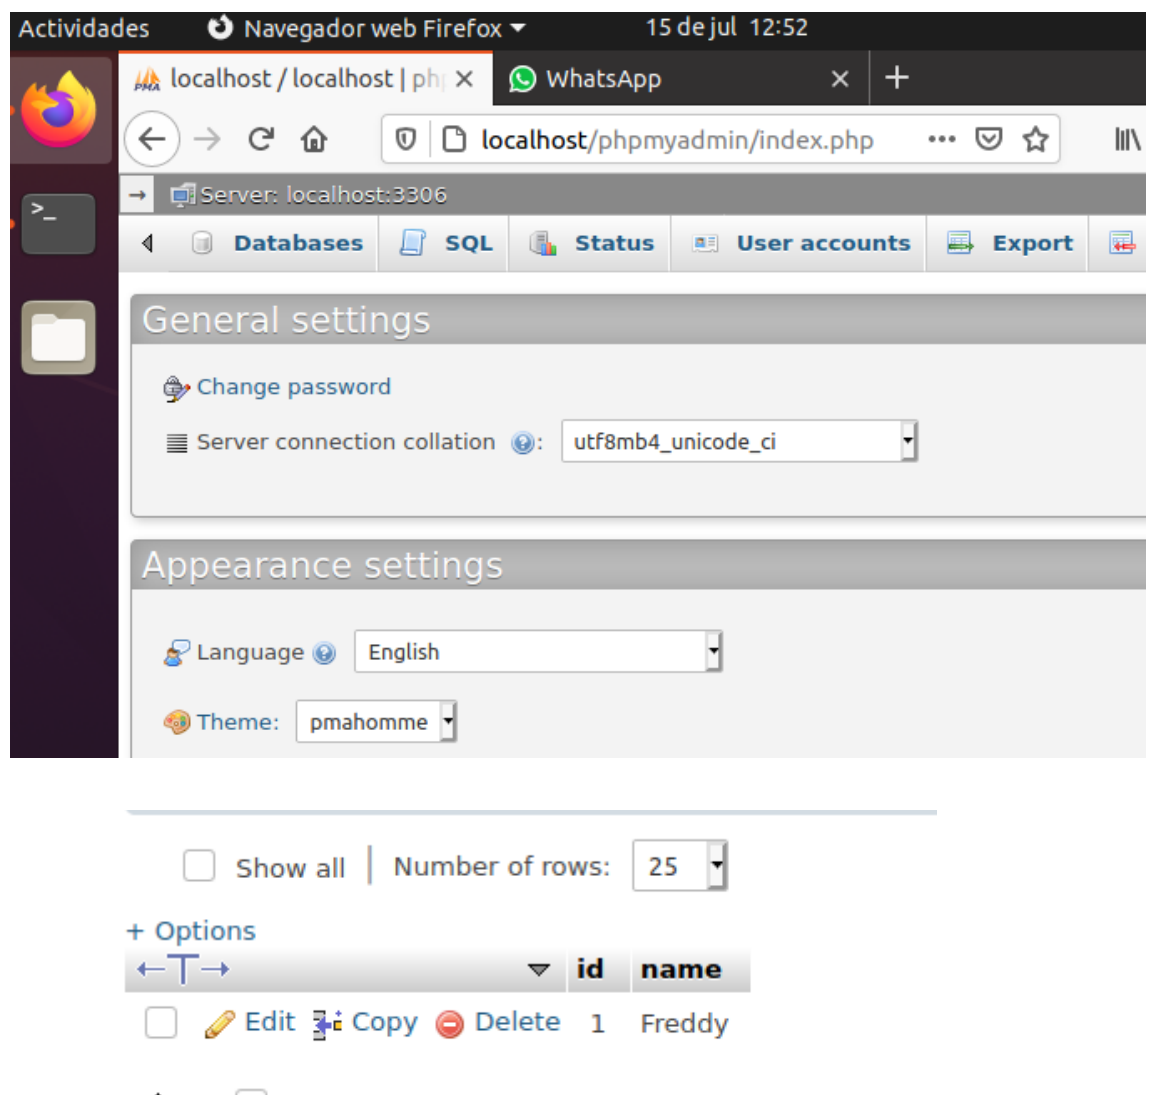 Actividades Navegador web Firefox 15 de jul 12:52
localhost / localhost | ph WhatsApp
localhost/phpmyadmin/index.php
Server: localhost:3306
Databases SQL Status User accounts Export
General settings
Change password
Server connection collation : utf8mb4_unicode_ci
Appearance settings
Language English
Theme: pmahomme
Show all Number of rows: 25
+ Options
←T→ id name
Edit Copy Delete 1 Freddy